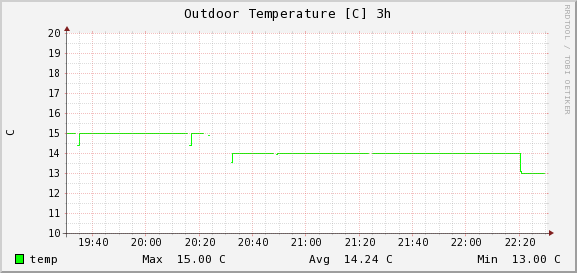 Outdoor Temperature [C] 3h
RRDTOOL / TOBI OETIKER
C
20
19
18
17
16
15
14
13
12
11
10
19:40 20:00 20:20 20:40 21:00 21:20 21:40 22:00 22:20
temp Max 15.00 C Avg 14.24 C Min 13.00 C